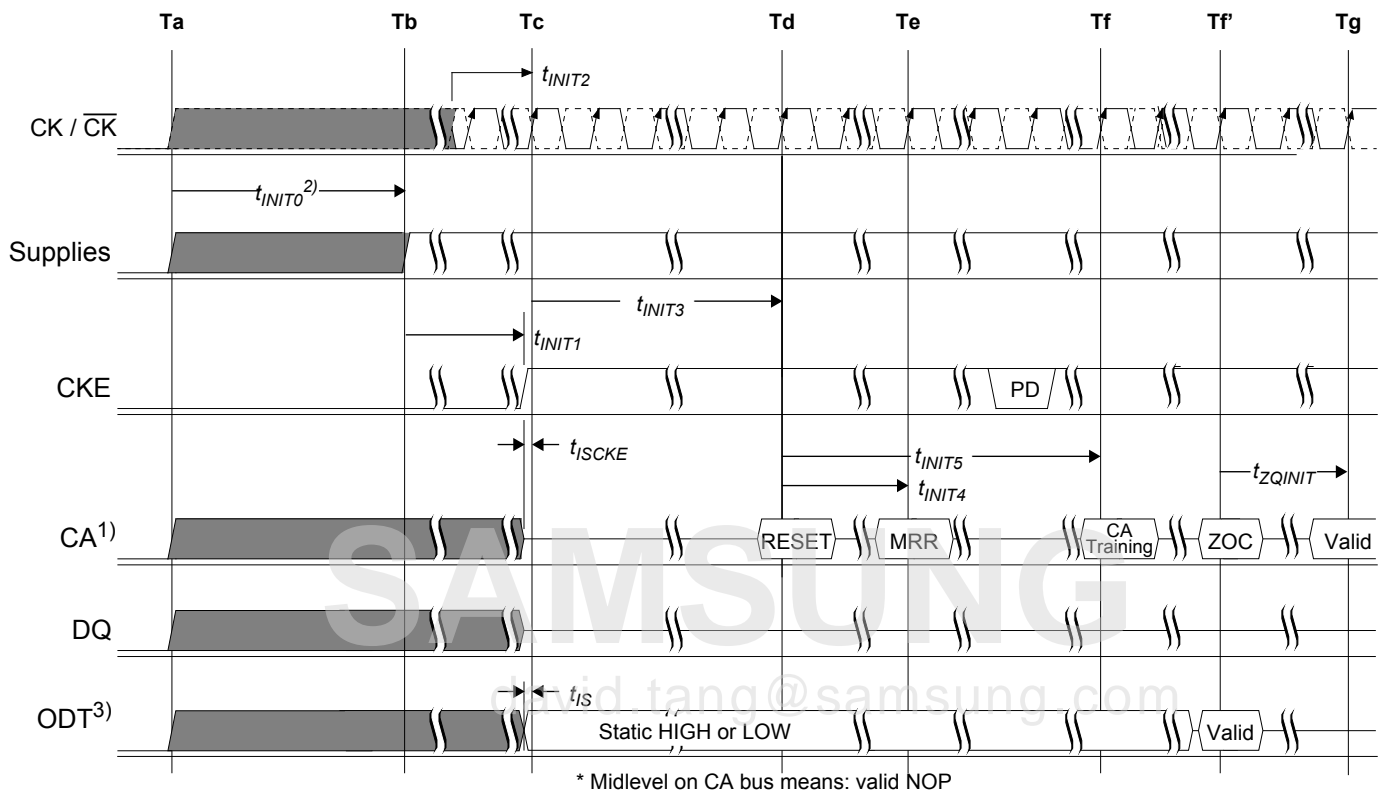 Ta Tb Tc Td Te Tf Tf’ Tg
tINIT2
CK / CK
tINIT0 2)
Supplies
tINIT3
tINIT1
CKE
PD
tISCKE
tINIT5
tZQINIT
tINIT4
CA1)
RESET MRR CA Training ZOC Valid
SAMSUNG
DQ
david.tang@samsung.com
tIS
ODT3)
Static HIGH or LOW
Valid
* Midlevel on CA bus means: valid NOP